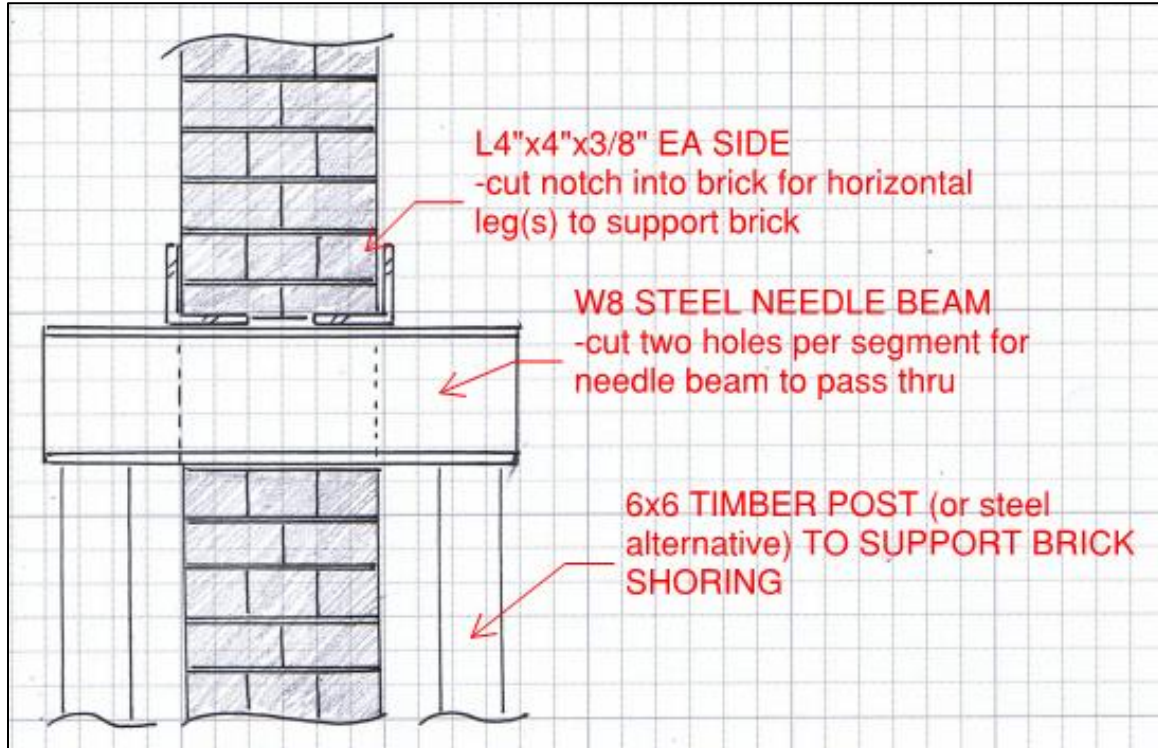 L4"x4"x3/8" EA SIDE
-cut notch into brick for horizontal
leg(s) to support brick
W8 STEEL NEEDLE BEAM
-cut two holes per segment for
needle beam to pass thru
6x6 TIMBER POST (or steel
alternative) TO SUPPORT BRICK
SHORING